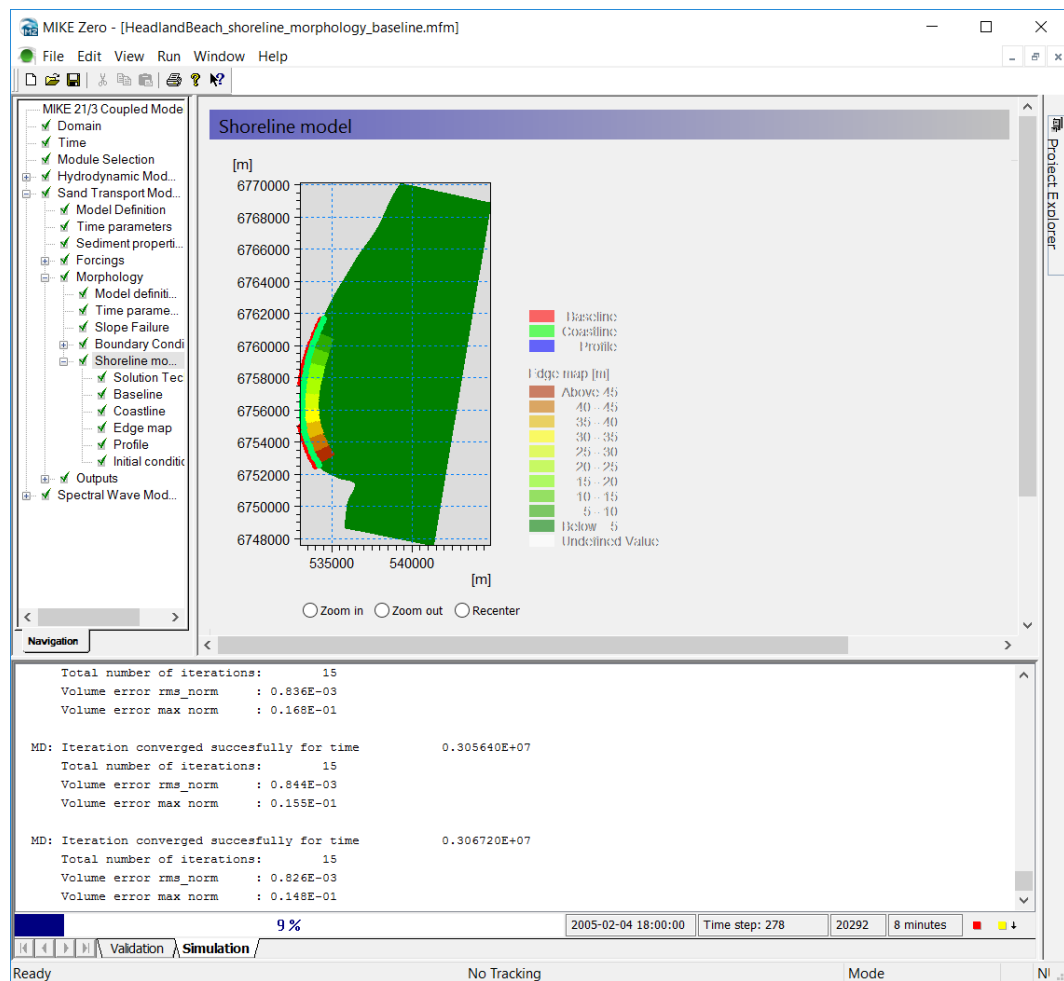 MIKE Zero - [HeadlandBeach_shoreline_morphology_baseline.mfm]
File Edit View Run Window Help
MIKE 21/3 Coupled Mode
Domain
Time
Module Selection
Hydrodynamic Mod...
Sand Transport Mod...
Model Definition
Time parameters
Sediment properti...
Forcings
Morphology
Model definiti...
Time parame...
Slope Failure
Boundary Condi
Shoreline mo...
Solution Tec
Baseline
Coastline
Edge map
Profile
Initial conditic
Outputs
Spectral Wave Mod...
Navigation
Shoreline model
[m]
6770000
6768000
6766000
6764000
6762000
6760000
6758000
6756000
6754000
6752000
6750000
6748000
535000 540000
[m]
Baseline
Coastline
Profile
Edge map [m]
Above 45
40 - 45
35 - 40
30 - 35
25 - 30
20 - 25
15 - 20
10 - 15
5 - 10
Below 5
Undefined Value
Zoom in Zoom out Recenter
Project Explorer
Total number of iterations: 15
Volume error rms_norm : 0.836E-03
Volume error max norm : 0.168E-01
MD: Iteration converged succesfully for time 0.305640E+07
Total number of iterations: 15
Volume error rms_norm : 0.844E-03
Volume error max norm : 0.155E-01
MD: Iteration converged succesfully for time 0.306720E+07
Total number of iterations: 15
Volume error rms_norm : 0.826E-03
Volume error max norm : 0.148E-01
9% 2005-02-04 18:00:00 Time step: 278 20292 8 minutes
Validation Simulation
Ready No Tracking Mode